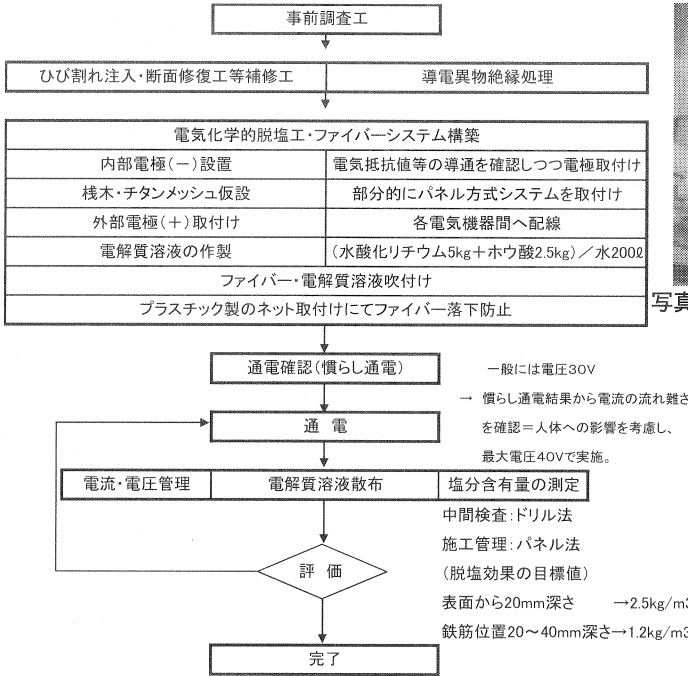 事前調査工
ひび割れ注入・断面修復工等補修工
導電異物絶縁処理
電気化学的脱塩工・ファイバーシステム構築
内部電極(－)設置
電気抵抗値等の導通を確認しつつ電極取付け
桟木・チタンメッシュ仮設
部分的にパネル方式システムを取付け
外部電極(＋)取付け
各電気機器間へ配線
電解質溶液の作製
(水酸化リチウム5kg＋ホウ酸2.5kg)／水200ℓ
ファイバー・電解質溶液吹付け
プラスチック製のネット取付けにてファイバー落下防止
写真
通電確認(慣らし通電)
一般には電圧30V
→ 慣らし通電結果から電流の流れ難さ
を確認＝人体への影響を考慮し、
最大電圧40Vで実施。
通 電
電流・電圧管理
電解質溶液散布
塩分含有量の測定
中間検査：ドリル法
施工管理：パネル法
(脱塩効果の目標値)
表面から20mm深さ →2.5kg/m3
鉄筋位置20～40mm深さ→1.2kg/m3
評 価
完了